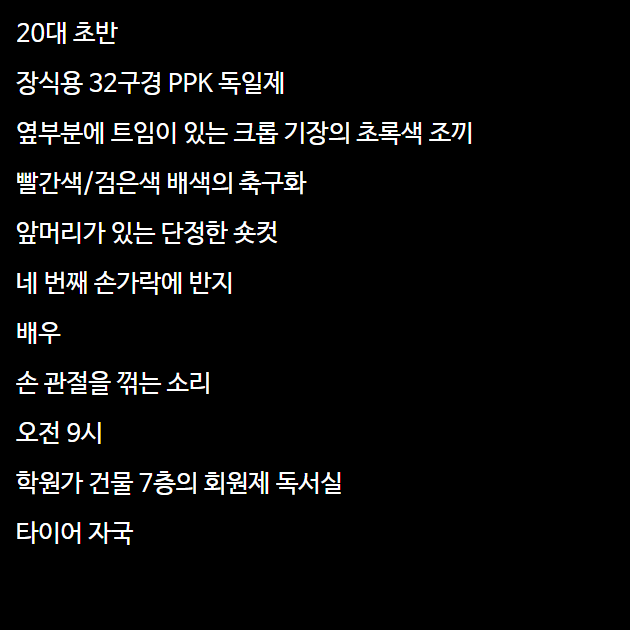 20대 초반
장식용 32구경 PPK 독일제
옆부분에 트임이 있는 크롭 기장의 초록색 조끼
빨간색/검은색 배색의 축구화
앞머리가 있는 단정한 숏컷
네 번째 손가락에 반지
배우
손 관절을 꺾는 소리
오전 9시
학원가 건물 7층의 회원제 독서실
타이어 자국